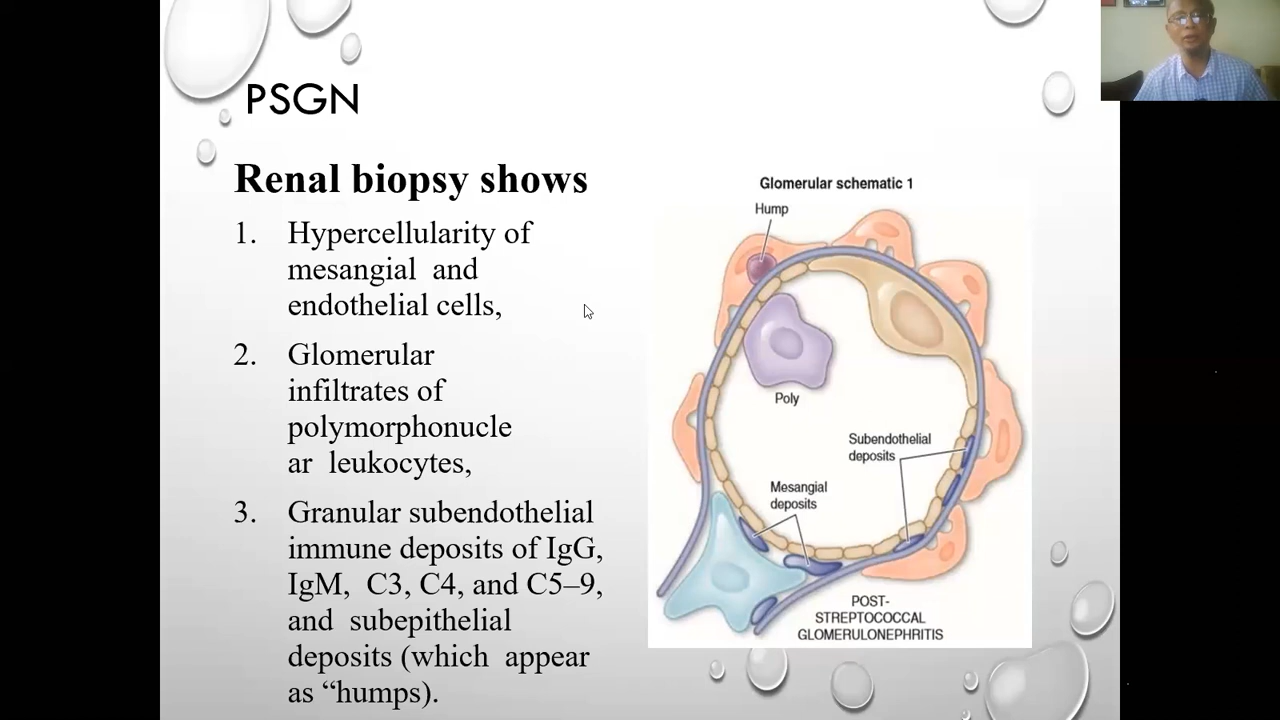 PSGN
Renal biopsy shows
1. Hypercellularity of
mesangial and
endothelial cells,
2. Glomerular
infiltrates of
polymorphonucle
ar leukocytes,
3. Granular subendothelial
immune deposits of IgG,
IgM, C3, C4, and C5–9,
and subepithelial
deposits (which appear
as “humps).
Glomerular schematic 1
Hump
Poly
Subendothelial
deposits
Mesangial
deposits
POST-
STREPTOCOCCAL
GLOMERULONEPHRITIS